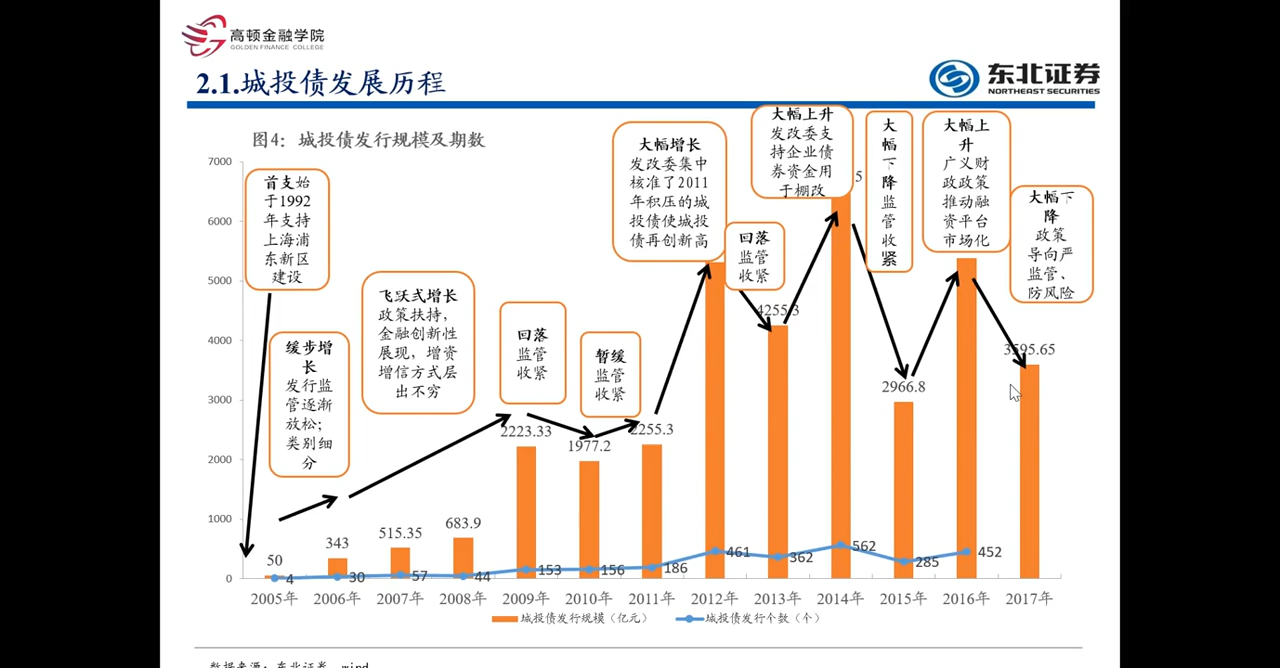 高顿金融学院
GOLDEN FINANCE COLLEGE
2.1.城投债发展历程
东北证券
NORTHEAST SECURITIES
图4：城投债发行规模及期数
7000
6000
5000
4000
3000
2000
1000
0
首支始
于1992
年支持
上海浦
东新区
建设
缓步增
长
发行监
管逐渐
放松；
类别细
分
飞跃式增长
政策扶持，
金融创新性
展现，增资
增信方式层
出不穷
回落
监管
收紧
暂缓
监管
收紧
大幅增长
发改委集中
核准了2011
年积压的城
投债使城投
债再创新高
回落
监管
收紧
大幅上升
发改委支
持企业债
券资金用
于棚改
大
幅
下
降 监
管
收
紧
大幅上
升
广义财
政政策
推动融
资平台
市场化
大幅下
降 政策
导向严
监管、
防风险
50
343
515.35
683.9
2223.33
1977.2
2255.3
4255.3
5
2966.8
3595.65
4
30
57
44
153
156
186
461
362
562
285
452
2005年 2006年 2007年 2008年 2009年 2010年 2011年 2012年 2013年 2014年 2015年 2016年 2017年
城投债发行规模（亿元） 城投债发行个数（个）
数据来源：东北证券，wind